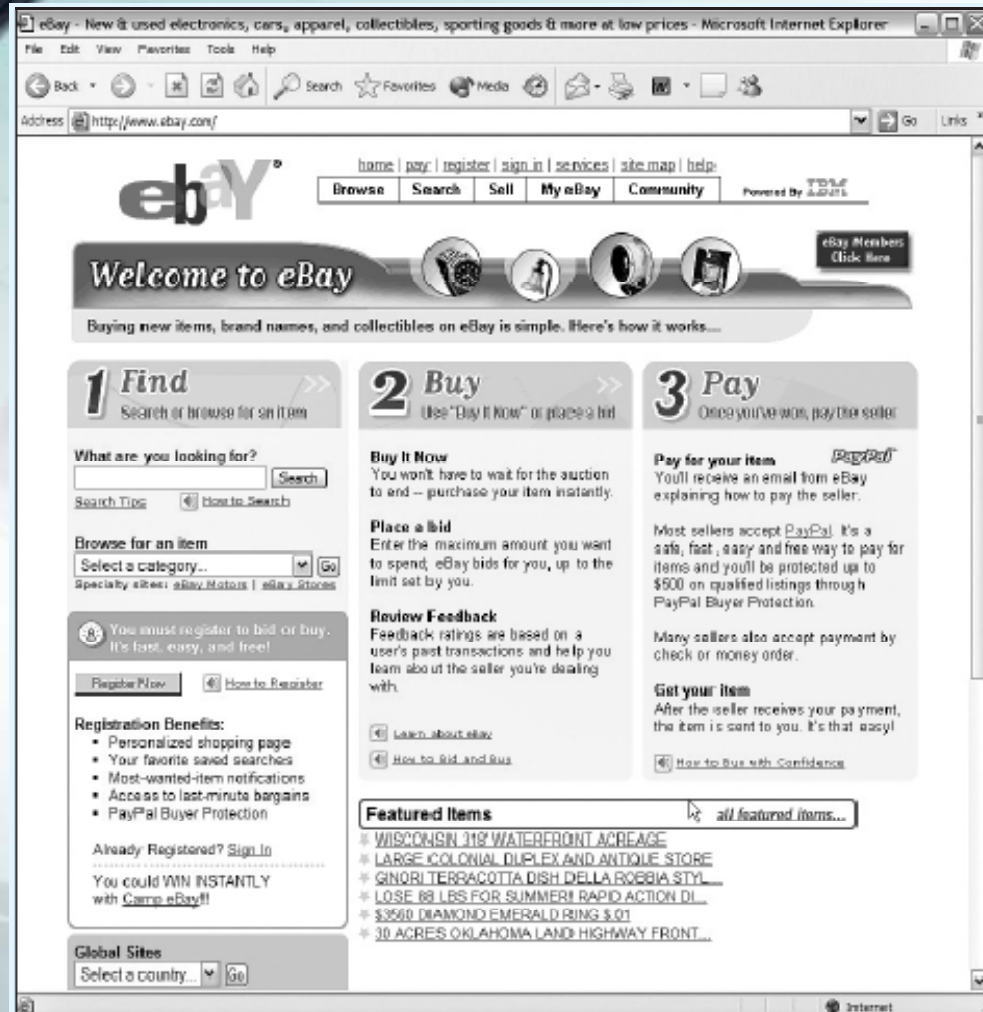 eBay - New & used electronics, cars, apparel, collectibles, sporting goods & more at low prices - Microsoft Internet Explorer
File Edit View Favorites Tools Help
Back Search Favorites Media
Address http://www.ebay.com/ Go Links
home | pay | register | sign in | services | site map | help
ebay
Browse Search Sell My eBay Community Powered By IBM
eBay Members
Click Here
Welcome to eBay
Buying new items, brand names, and collectibles on eBay is simple. Here's how it works....
1 Find
Search or browse for an item
What are you looking for?
Search
Search Tips How to Search
Browse for an item
Select a category... Go
Specialty sites: eBay Motors | eBay Stores
You must register to bid or buy.
It's fast, easy, and free!
Register Now How to Register
Registration Benefits:
Personalized shopping page
Your favorite saved searches
Most-wanted-item notifications
Access to last-minute bargains
PayPal Buyer Protection
Already Registered? Sign In
You could WIN INSTANTLY
with Camp eBay!!!
Global Sites
Select a country... Go
2 Buy
Use "Buy It Now" or place a bid
Buy It Now
You won't have to wait for the auction
to end -- purchase your item instantly.
Place a bid
Enter the maximum amount you want
to spend; eBay bids for you, up to the
limit set by you.
Review Feedback
Feedback ratings are based on a
user's past transactions and help you
learn about the seller you're dealing
with.
Learn about eBay
How to Bid and Buy
3 Pay
Once you've won, pay the seller
Pay for your item PayPal
You'll receive an email from eBay
explaining how to pay the seller.
Most sellers accept PayPal. It's a
safe, fast, easy and free way to pay for
items and you'll be protected up to
$500 on qualified listings through
PayPal Buyer Protection.
Many sellers also accept payment by
check or money order.
Get your item
After the seller receives your payment,
the item is sent to you. It's that easy!
How to Buy with Confidence
Featured Items all featured items...
WISCONSIN 318' WATERFRONT ACREAGE
LARGE COLONIAL DUPLEX AND ANTIQUE STORE
GINORI TERRACOTTA DISH DELLA ROBBIA STYL...
LOSE 88 LBS FOR SUMMER!! RAPID ACTION DI...
$3560 DIAMOND EMERALD RING $.01
30 ACRES OKLAHOMA LAND! HIGHWAY FRONT...
Internet